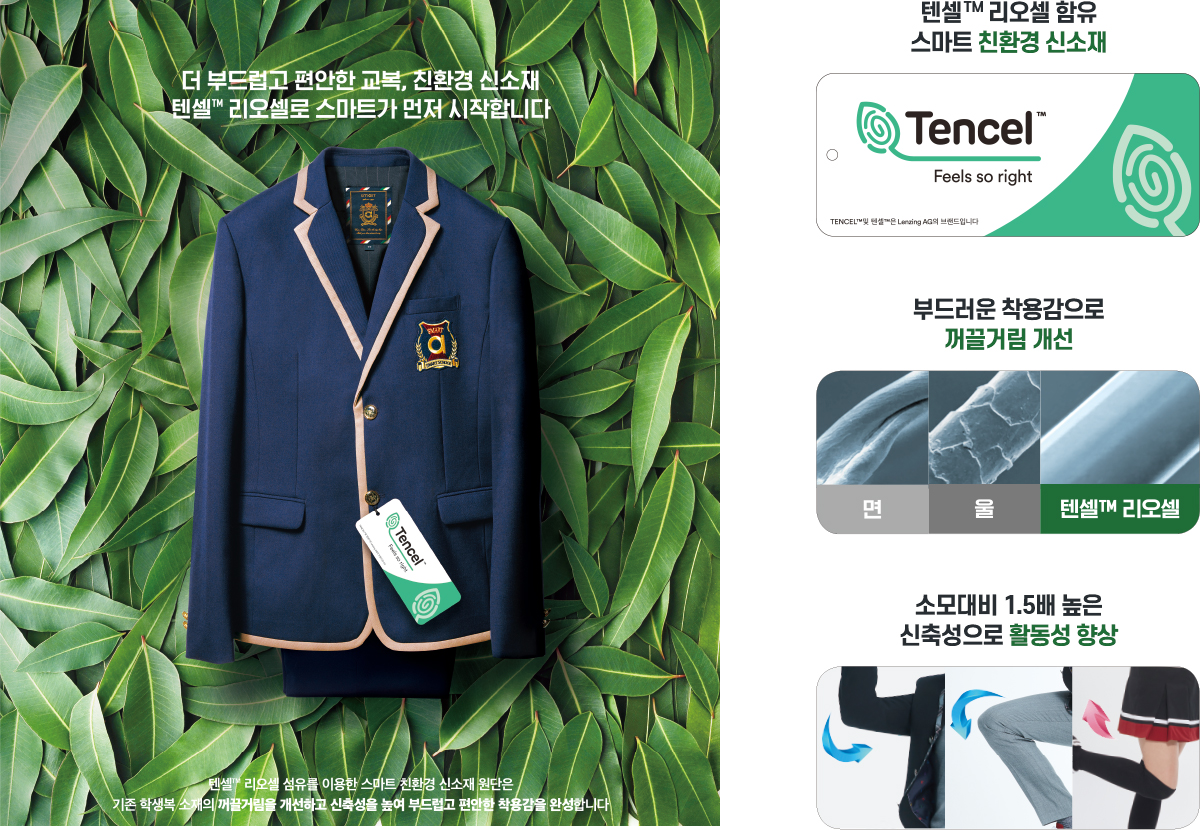 더 부드럽고 편안한 교복, 친환경 신소재
텐셀™ 리오셀로 스마트가 먼저 시작합니다
SMART
a
Tencel™
Feels so right
텐셀™ 리오셀 섬유를 이용한 스마트 친환경 신소재 원단은
기존 학생복 소재의 꺼끌거림을 개선하고 신축성을 높여 부드럽고 편안한 착용감을 완성합니다
텐셀™ 리오셀 함유
스마트 친환경 신소재
Tencel™
Feels so right
TENCEL™및 텐셀™은 Lenzing AG의 브랜드입니다
부드러운 착용감으로
꺼끌거림 개선
면 울 텐셀™ 리오셀
소모대비 1.5배 높은
신축성으로 활동성 향상